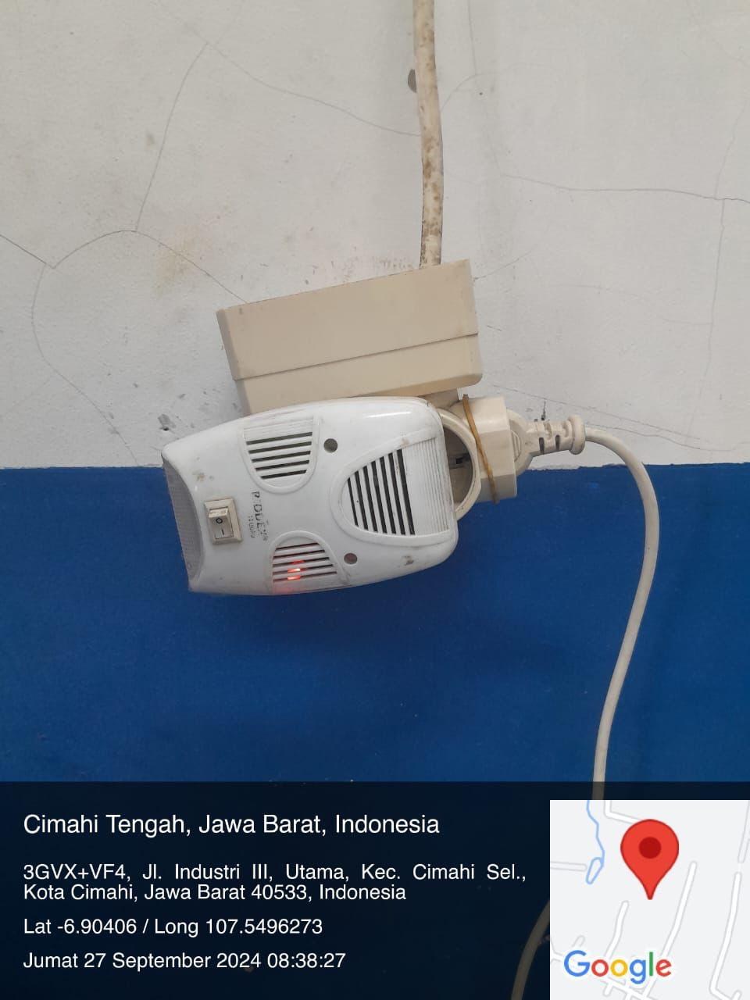 RIDDEX
Cimahi Tengah, Jawa Barat, Indonesia
3GVX+VF4, Jl. Industri III, Utama, Kec. Cimahi Sel.,
Kota Cimahi, Jawa Barat 40533, Indonesia
Lat -6.90406 / Long 107.5496273
Jumat 27 September 2024 08:38:27
Google